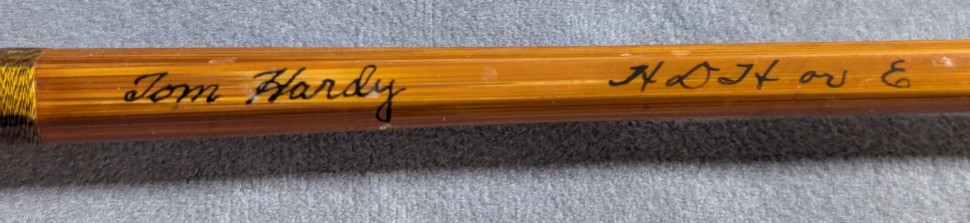 Tom Hardy HDH or E